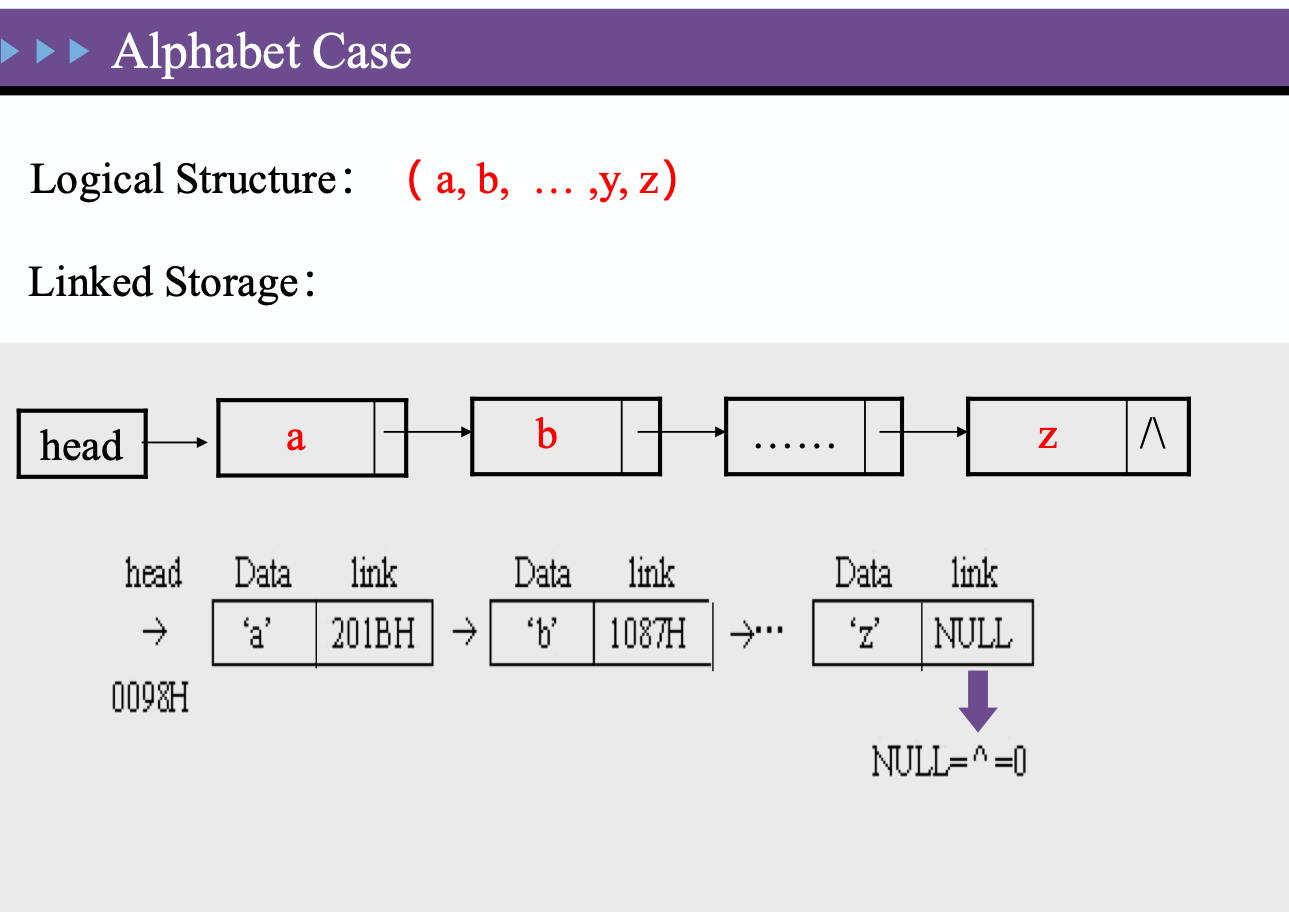 Alphabet Case
Logical Structure： （ a, b,  … ,y, z）
Linked Storage：
head a b …… z /\
head Data link Data link Data link
→ ‘a’ 201BH → ‘b’ 1087H →··· ‘z’ NULL
0098H
NULL=^=0